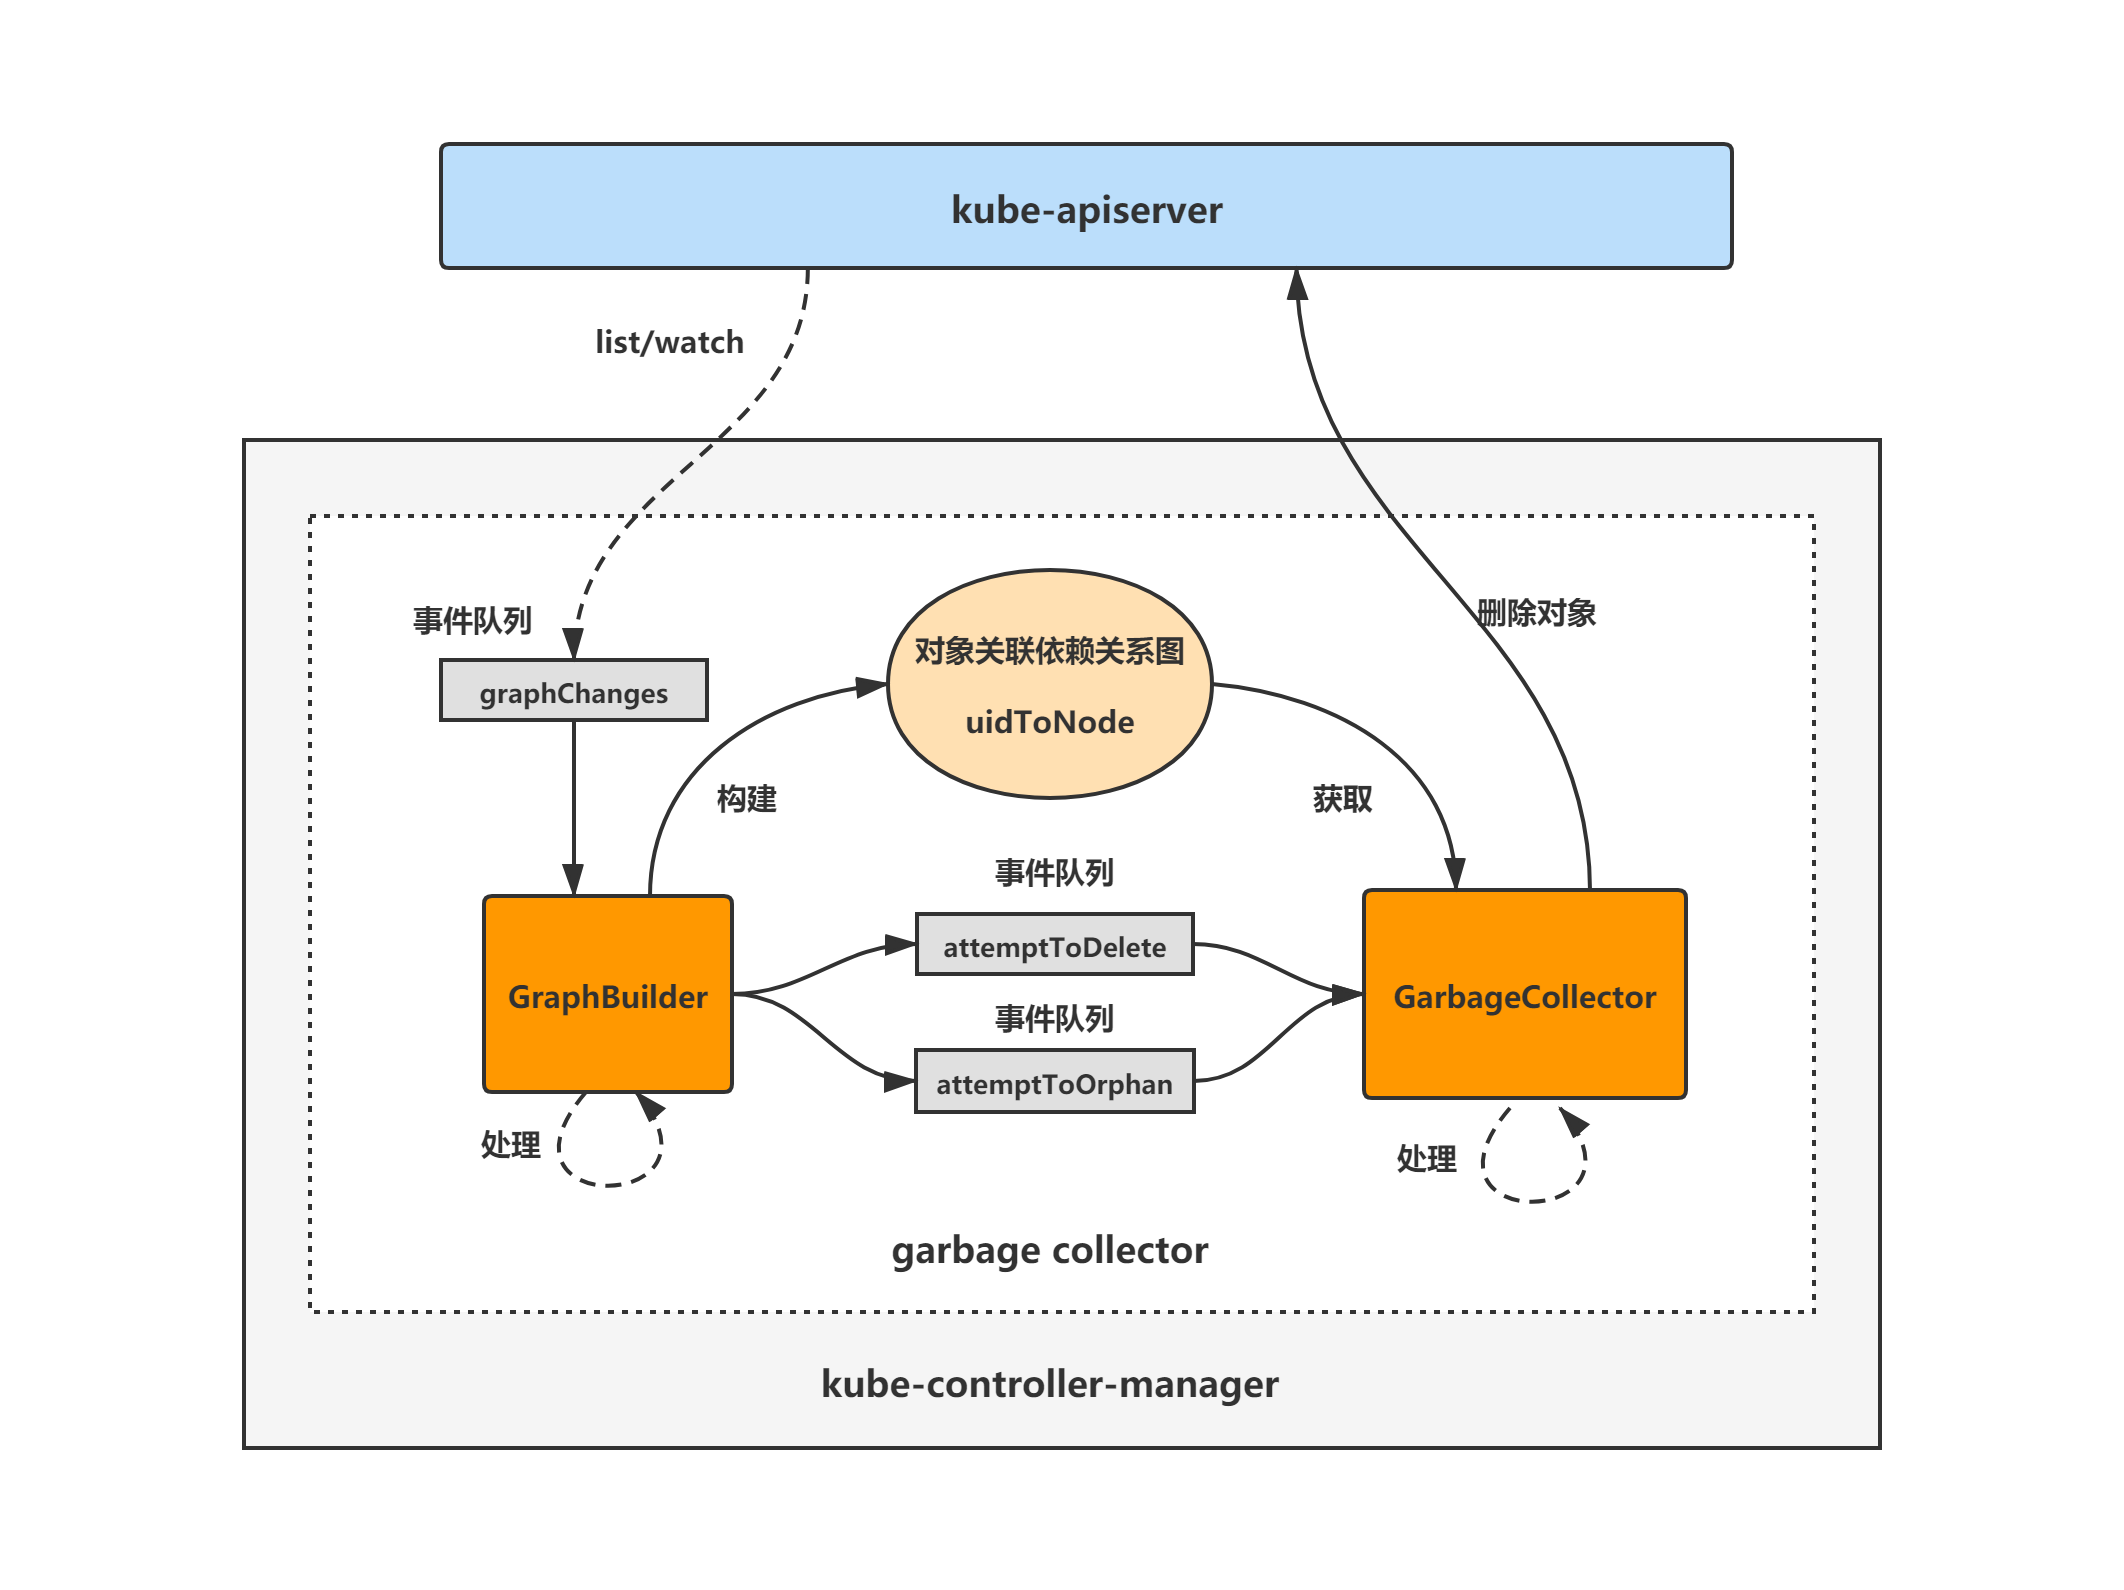 kube-apiserver
list/watch
事件队列
graphChanges
对象关联依赖关系图
uidToNode
删除对象
构建
获取
事件队列
attemptToDelete
GraphBuilder
GarbageCollector
事件队列
attemptToOrphan
处理
处理
garbage collector
kube-controller-manager